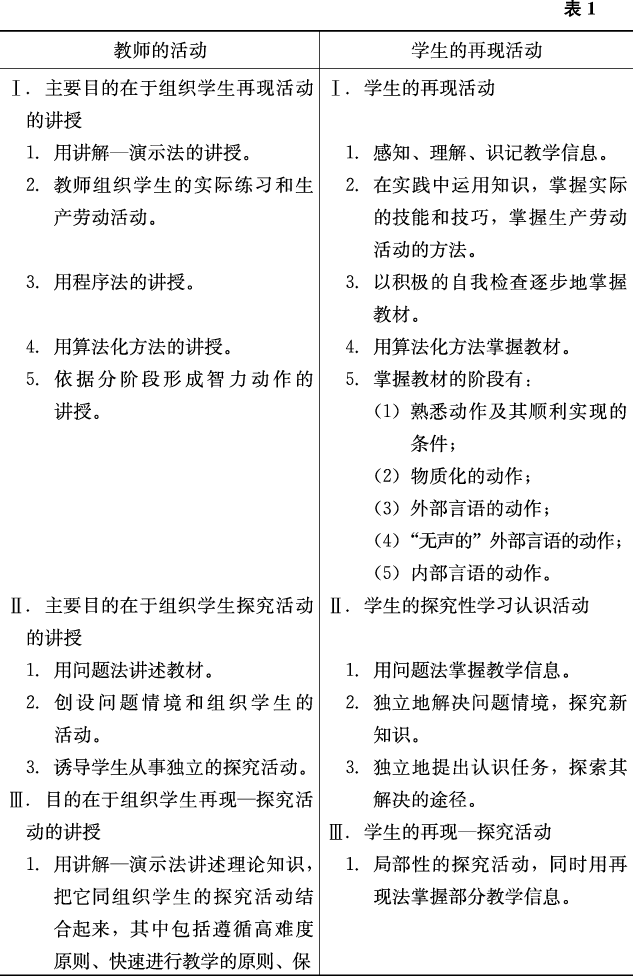 表 1
教师的活动
学生的再现活动
Ⅰ. 主要目的在于组织学生再现活动
的讲授
1. 用讲解—演示法的讲授。
2. 教师组织学生的实际练习和生
产劳动活动。
3. 用程序法的讲授。
4. 用算法化方法的讲授。
5. 依据分阶段形成智力动作的
讲授。
Ⅱ. 主要目的在于组织学生探究活动
的讲授
1. 用问题法讲述教材。
2. 创设问题情境和组织学生的
活动。
3. 诱导学生从事独立的探究活动。
Ⅲ. 目的在于组织学生再现—探究活
动的讲授
1. 用讲解—演示法讲述理论知识，
把它同组织学生的探究活动结
合起来，其中包括遵循高难度
原则、快速进行教学的原则、保
Ⅰ. 学生的再现活动
1. 感知、理解、识记教学信息。
2. 在实践中运用知识，掌握实际
的技能和技巧，掌握生产劳动
活动的方法。
3. 以积极的自我检查逐步地掌握
教材。
4. 用算法化方法掌握教材。
5. 掌握教材的阶段有：
（1）熟悉动作及其顺利实现的
条件；
（2）物质化的动作；
（3）外部言语的动作；
（4）“无声的”外部言语的动作；
（5）内部言语的动作。
Ⅱ. 学生的探究性学习认识活动
1. 用问题法掌握教学信息。
2. 独立地解决问题情境，探究新
知识。
3. 独立地提出认识任务，探索其
解决的途径。
Ⅲ. 学生的再现—探究活动
1. 局部性的探究活动，同时用再
现法掌握部分教学信息。